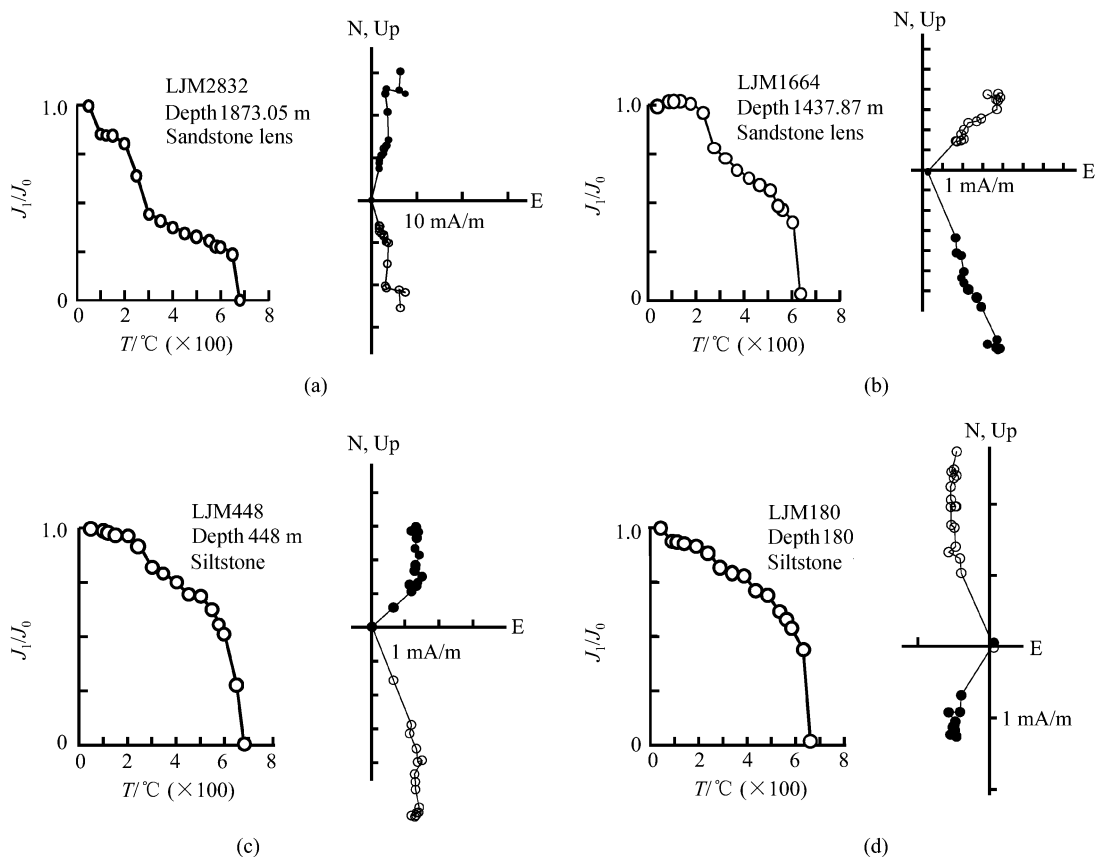 N, Up
LJM2832
Depth 1873.05 m
Sandstone lens
1.0
J₁/J₀
0
0 2 4 6 8
T/℃ (×100)
E
10 mA/m
(a)
N, Up
LJM1664
Depth 1437.87 m
Sandstone lens
1.0
J₁/J₀
0
0 2 4 6 8
T/℃ (×100)
E
1 mA/m
(b)
N, Up
LJM448
Depth 448 m
Siltstone
1.0
J₁/J₀
0
0 2 4 6 8
T/℃ (×100)
E
1 mA/m
(c)
N, Up
LJM180
Depth 180
Siltstone
1.0
J₁/J₀
0
0 2 4 6 8
T/℃ (×100)
E
1 mA/m
(d)